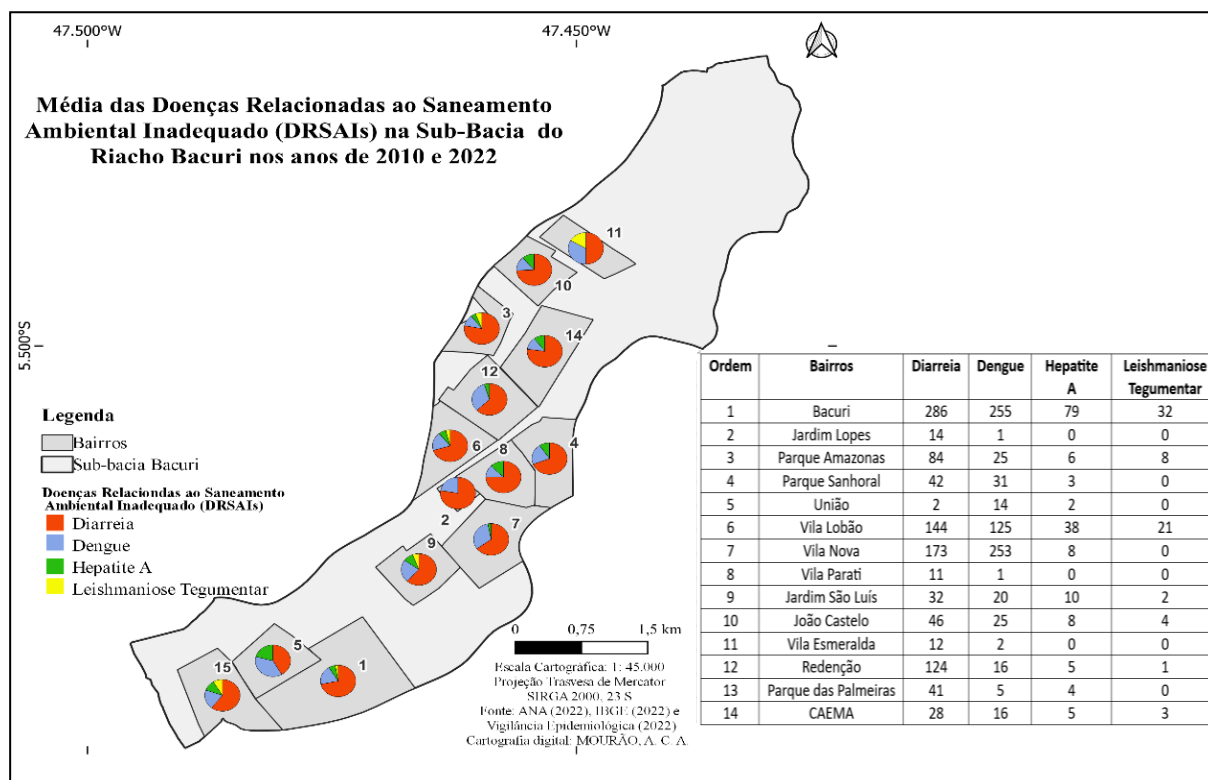 47.500°W
47.450°W
Média das Doenças Relacionadas ao Saneamento
Ambiental Inadequado (DRSAIs) na Sub-Bacia do
Riacho Bacuri nos anos de 2010 e 2022
11
10
3
14
12
6
8
4
2
7
9
5
15
1
5.500°S
Legenda
Bairros
Sub-bacia Bacuri
Doenças Relaciondas ao Saneamento
Ambiental Inadequado (DRSAIs)
Diarreia
Dengue
Hepatite A
Leishmaniose Tegumentar
0 0,75 1,5 km
Escala Cartográfica: 1: 45.000
Projeção Trasvesa de Mercator
SIRGA 2000, 23 S
Fonte: ANA (2022), IBGE (2022) e
Vigilância Epidemiológica (2022)
Cartografia digital: MOURÃO, A. C. A.
Ordem Bairros Diarreia Dengue Hepatite A Leishmaniose Tegumentar
1 Bacuri 286 255 79 32
2 Jardim Lopes 14 1 0 0
3 Parque Amazonas 84 25 6 8
4 Parque Sanhoral 42 31 3 0
5 União 2 14 2 0
6 Vila Lobão 144 125 38 21
7 Vila Nova 173 253 8 0
8 Vila Parati 11 1 0 0
9 Jardim São Luís 32 20 10 2
10 João Castelo 46 25 8 4
11 Vila Esmeralda 12 2 0 0
12 Redenção 124 16 5 1
13 Parque das Palmeiras 41 5 4 0
14 CAEMA 28 16 5 3